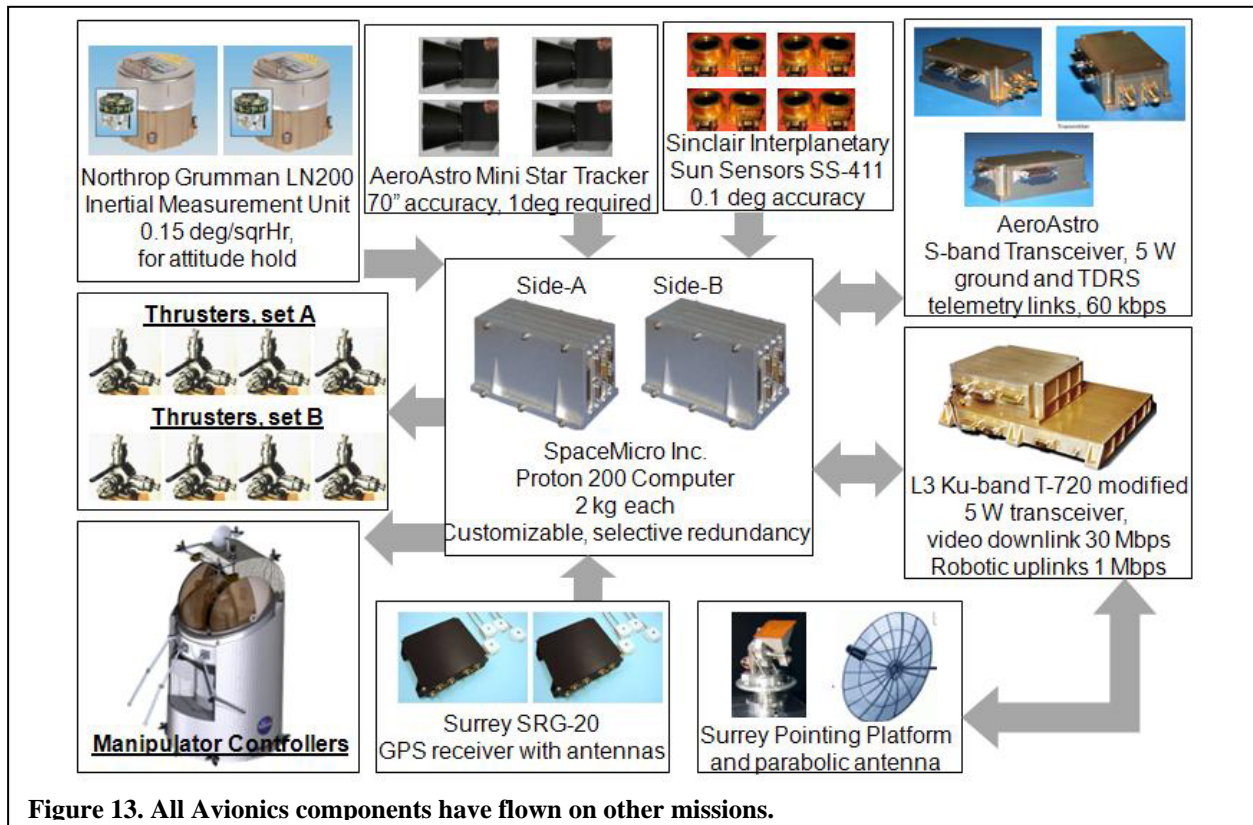 Northrop Grumman LN200
Inertial Measurement Unit
0.15 deg/sqrHr,
for attitude hold
AeroAstro Mini Star Tracker
70” accuracy, 1deg required
Sinclair Interplanetary
Sun Sensors SS-411
0.1 deg accuracy
Transmitter
AeroAstro
S-band Transceiver, 5 W
ground and TDRS
telemetry links, 60 kbps
Thrusters, set A
Thrusters, set B
Side-A
Side-B
SpaceMicro Inc.
Proton 200 Computer
2 kg each
Customizable, selective redundancy
L3 Ku-band T-720 modified
5 W transceiver,
video downlink 30 Mbps
Robotic uplinks 1 Mbps
Manipulator Controllers
Surrey SRG-20
GPS receiver with antennas
Surrey Pointing Platform
and parabolic antenna
Figure 13. All Avionics components have flown on other missions.